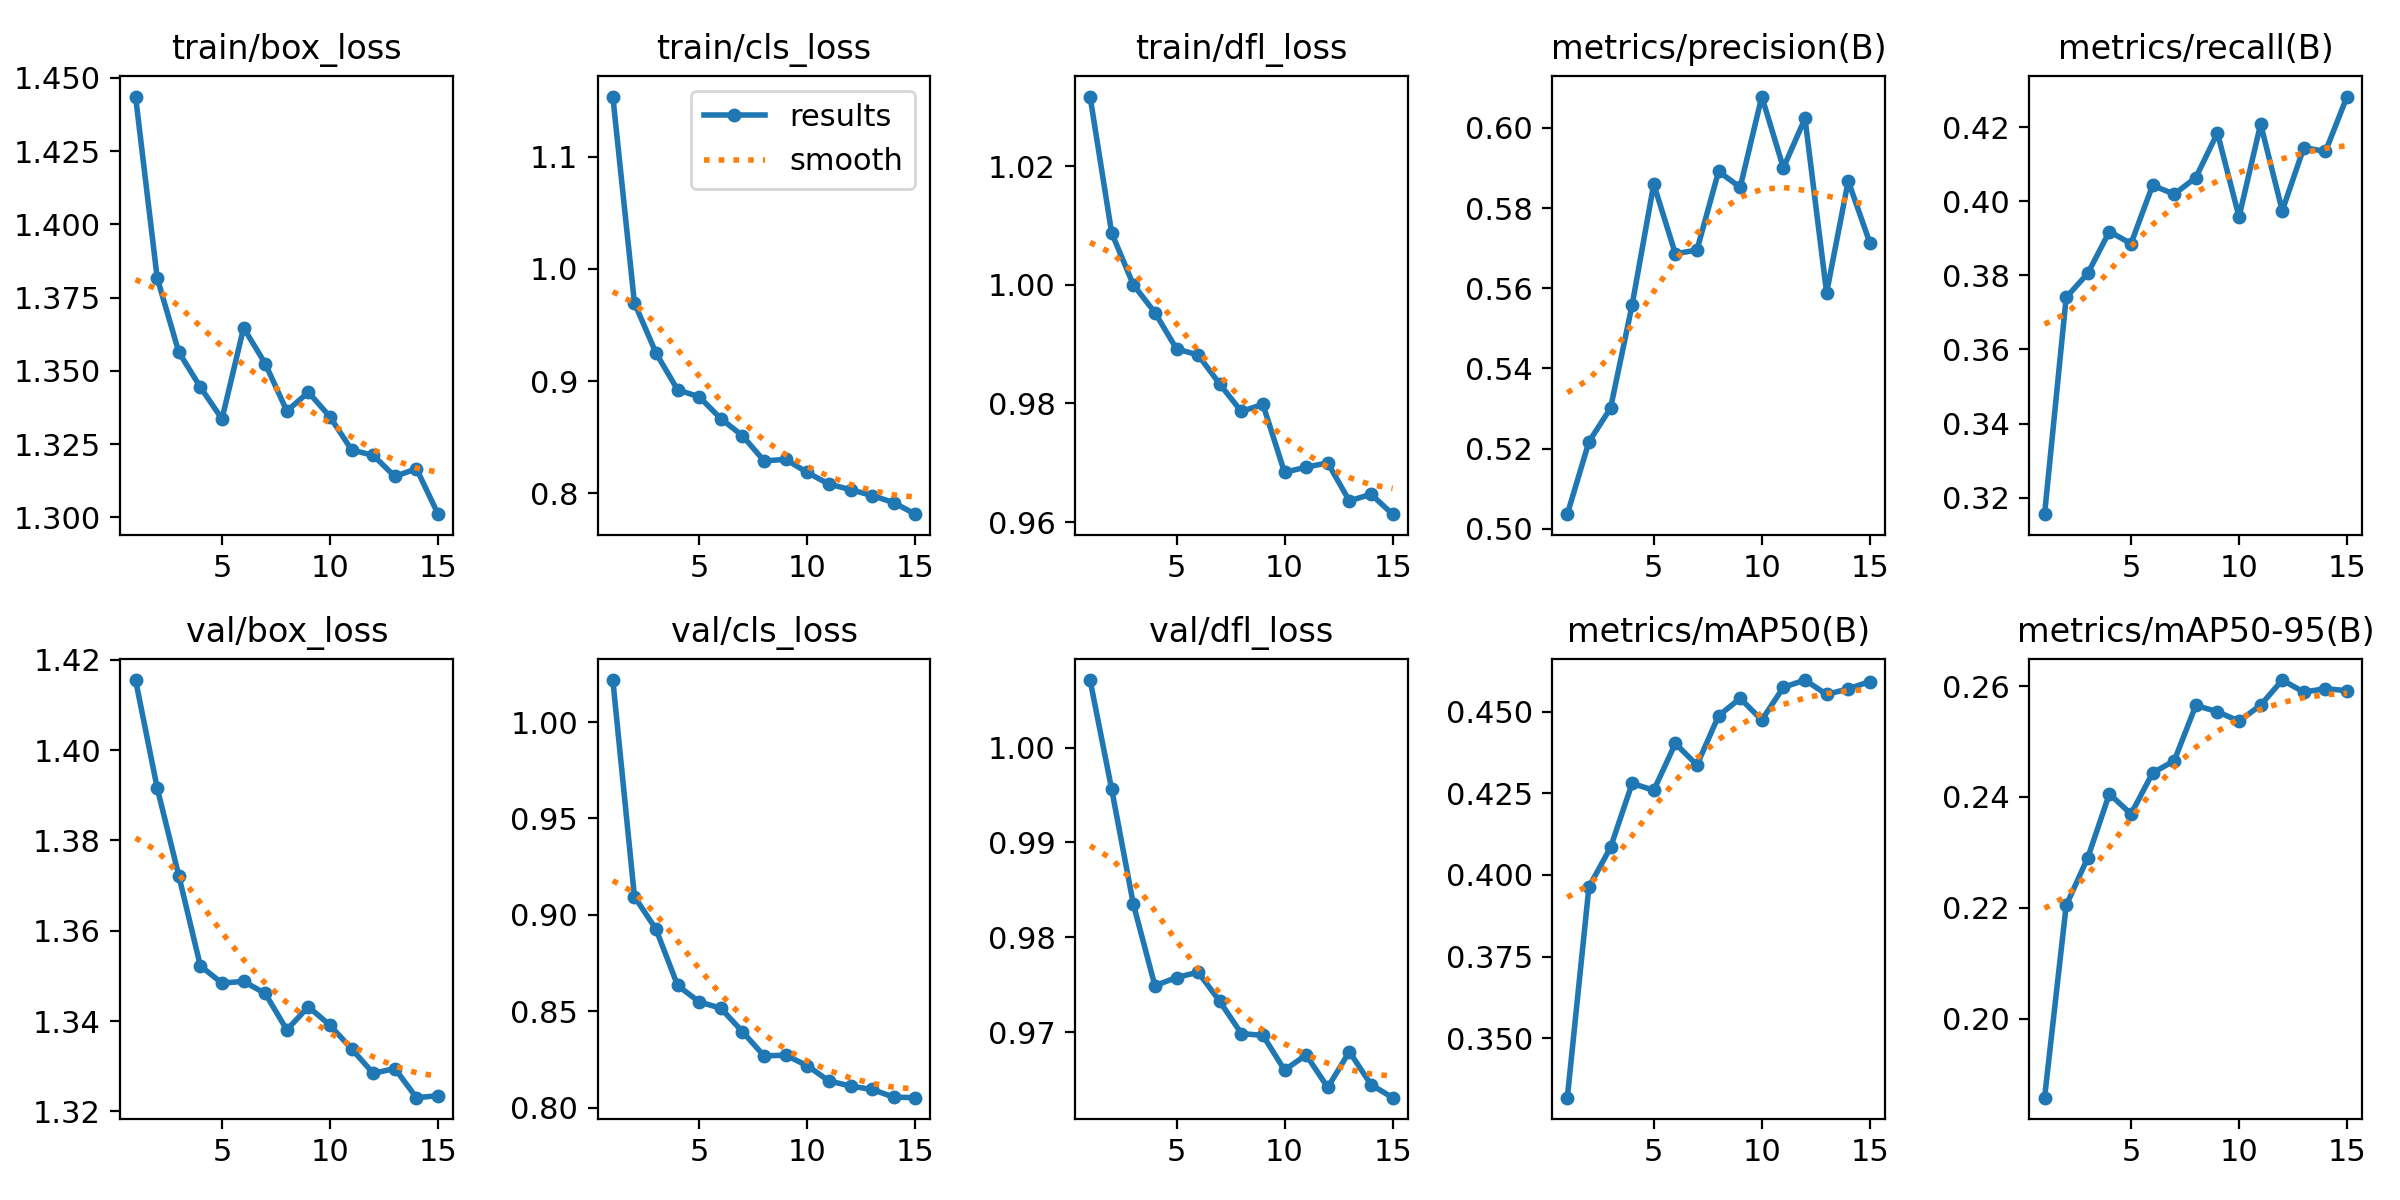 train/box_loss
1.450
1.425
1.400
1.375
1.350
1.325
1.300
5 10 15
train/cls_loss
results
smooth
1.1
1.0
0.9
0.8
5 10 15
train/dfl_loss
1.02
1.00
0.98
0.96
5 10 15
metrics/precision(B)
0.60
0.58
0.56
0.54
0.52
0.50
5 10 15
metrics/recall(B)
0.42
0.40
0.38
0.36
0.34
0.32
5 10 15
val/box_loss
1.42
1.40
1.38
1.36
1.34
1.32
5 10 15
val/cls_loss
1.00
0.95
0.90
0.85
0.80
5 10 15
val/dfl_loss
1.00
0.99
0.98
0.97
5 10 15
metrics/mAP50(B)
0.450
0.425
0.400
0.375
0.350
5 10 15
metrics/mAP50-95(B)
0.26
0.24
0.22
0.20
5 10 15